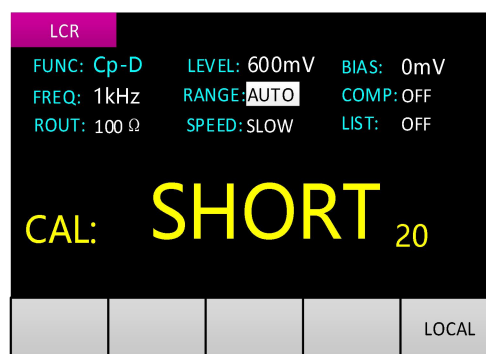 LCR
FUNC: Cp-D LEVEL: 600mV BIAS: 0mV
FREQ: 1kHz RANGE: AUTO COMP: OFF
ROUT: 100 Ω SPEED: SLOW LIST: OFF
CAL: SHORT 20
LOCAL